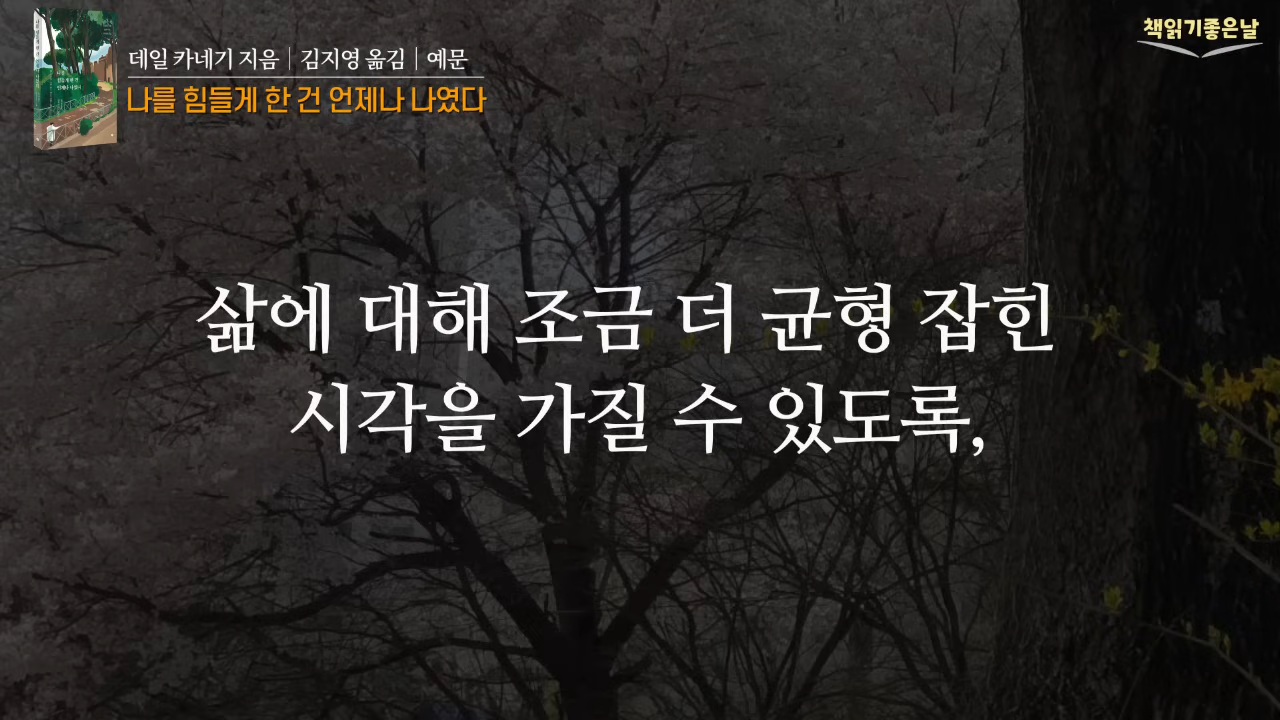 데일 카네기 지음│김지영 옮김│예문
나를 힘들게 한 건 언제나 나였다
책읽기좋은날
삶에 대해 조금 더 균형 잡힌
시각을 가질 수 있도록,